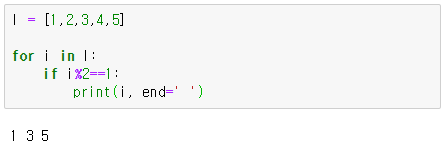 l = [1,2,3,4,5]
for i in l:
    if i%2==1:
        print(i, end=' ')
1 3 5